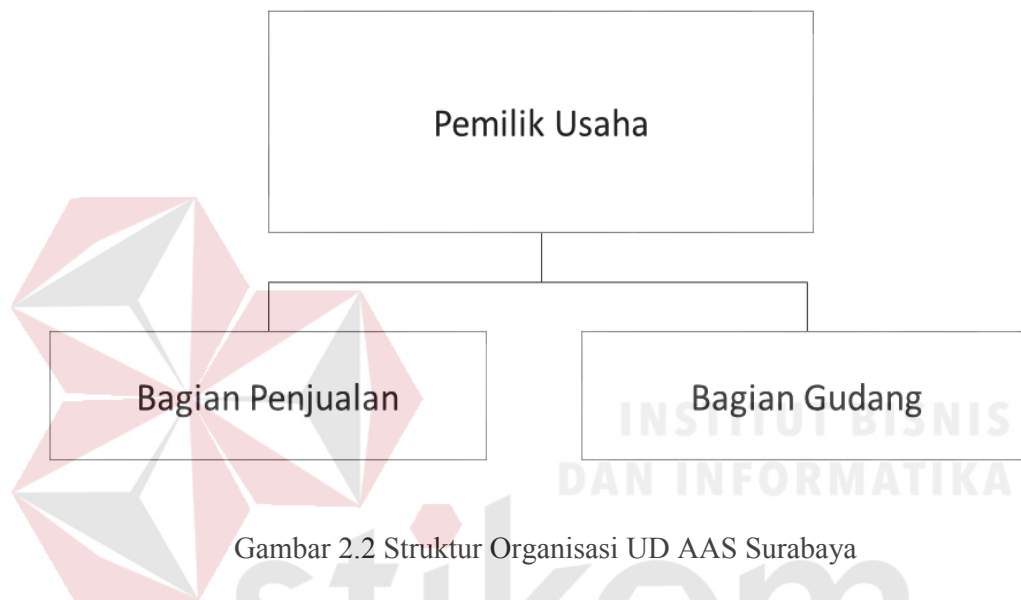 Pemilik Usaha
Bagian Penjualan
Bagian Gudang
INSTITUT BISNIS
DAN INFORMATIKA
Gambar 2.2 Struktur Organisasi UD AAS Surabaya
stikom